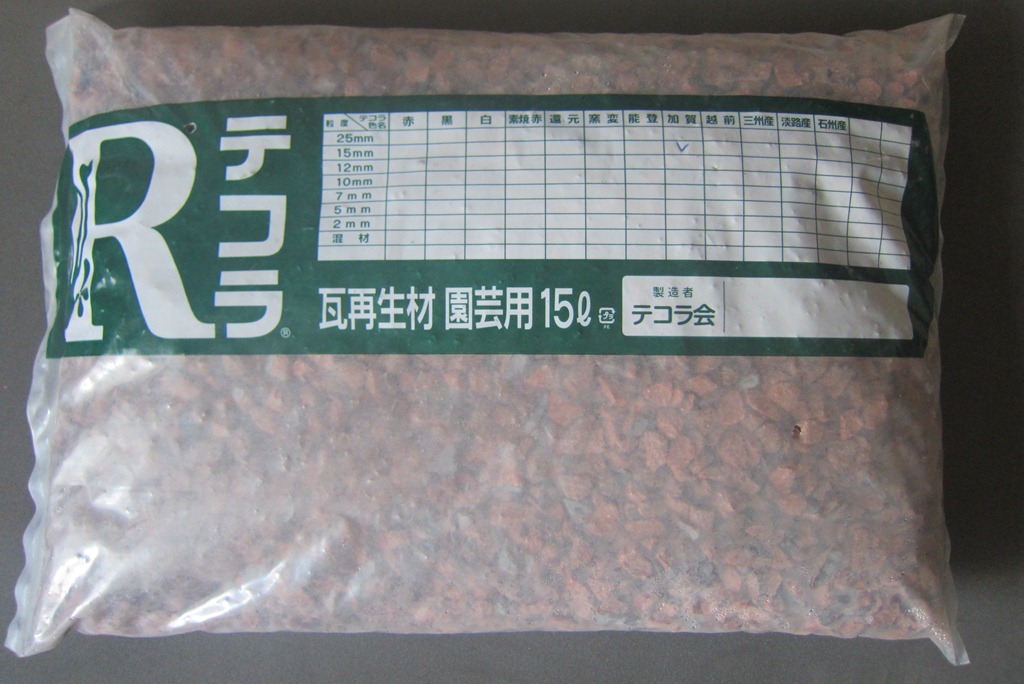 R
テコラ®
粒度 テコラ色名 赤 黒 白 素焼赤 還元 窯変 能登 加賀 越前 三州産 淡路産 石州産
25mm
15mm ✓
12mm
10mm
7mm
5mm
2mm
混材
瓦再生材 園芸用 15ℓ プラ
製造者
テコラ会